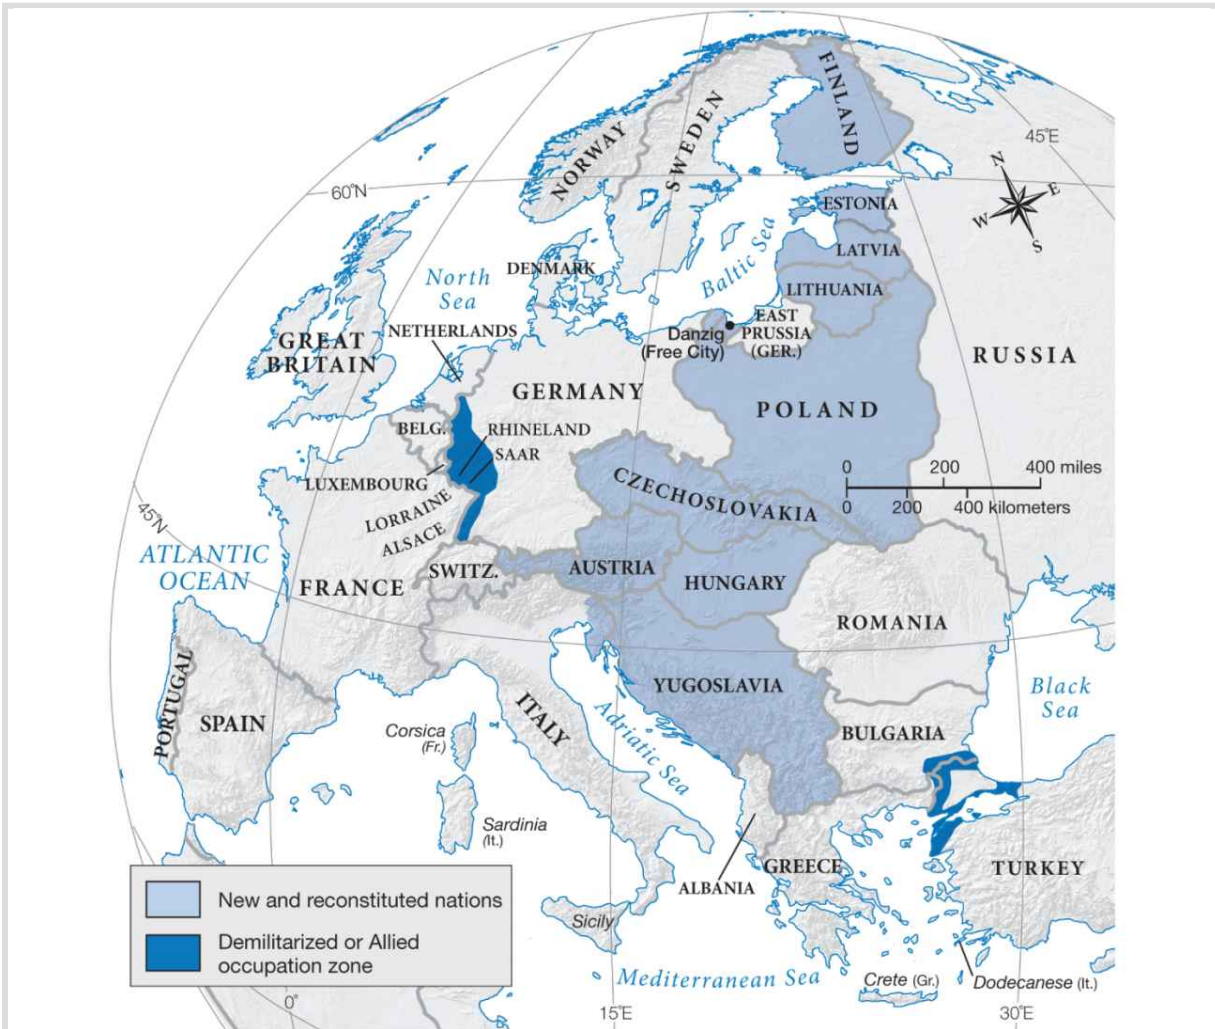 FINLAND
NORWAY
SWEDEN
45°E
N
E
W
S
60°N
ESTONIA
Baltic Sea
LATVIA
DENMARK
North
Sea
LITHUANIA
NETHERLANDS
Danzig
(Free City)
EAST
PRUSSIA
(GER.)
GREAT
BRITAIN
RUSSIA
GERMANY
POLAND
BELG.
RHINELAND
SAAR
0 200 400 miles
0 200 400 kilometers
LUXEMBOURG
CZECHOSLOVAKIA
LORRAINE
ALSACE
45°N
ATLANTIC
OCEAN
FRANCE
SWITZ.
AUSTRIA
HUNGARY
ROMANIA
PORTUGAL
SPAIN
YUGOSLAVIA
Black
Sea
ITALY
Adriatic Sea
Corsica
(Fr.)
BULGARIA
Sardinia
(It.)
ALBANIA
GREECE
TURKEY
New and reconstituted nations
Demilitarized or Allied
occupation zone
Sicily
Mediterranean Sea
Crete (Gr.)
Dodecanese (It.)
0°
15°E
30°E